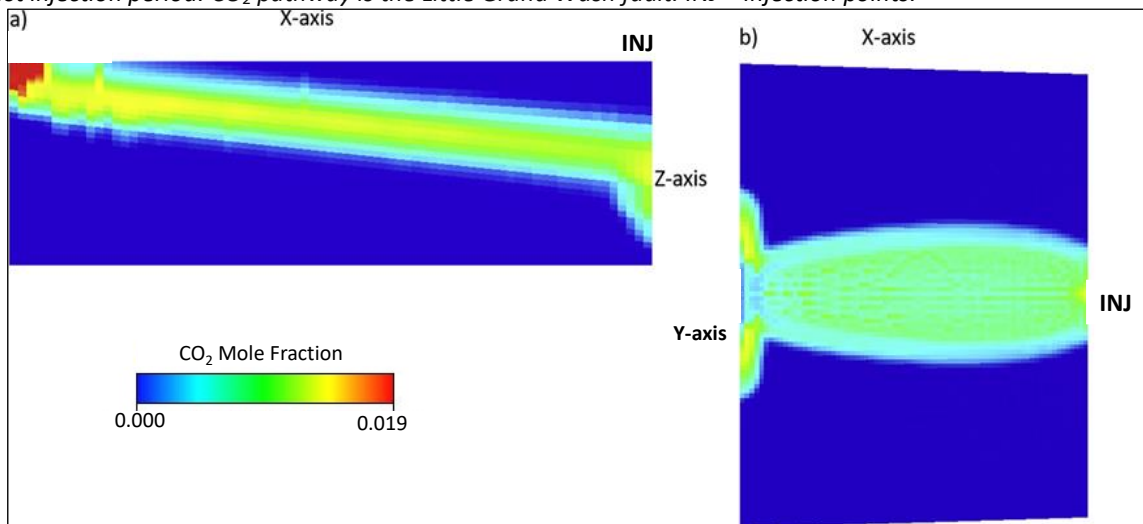 st injection period. CO₂ pathway is the Little Grand Wash fault. INJ = injection points.
a)
X-axis
INJ
b)
X-axis
Z-axis
Y-axis
INJ
CO₂ Mole Fraction
0.000
0.019